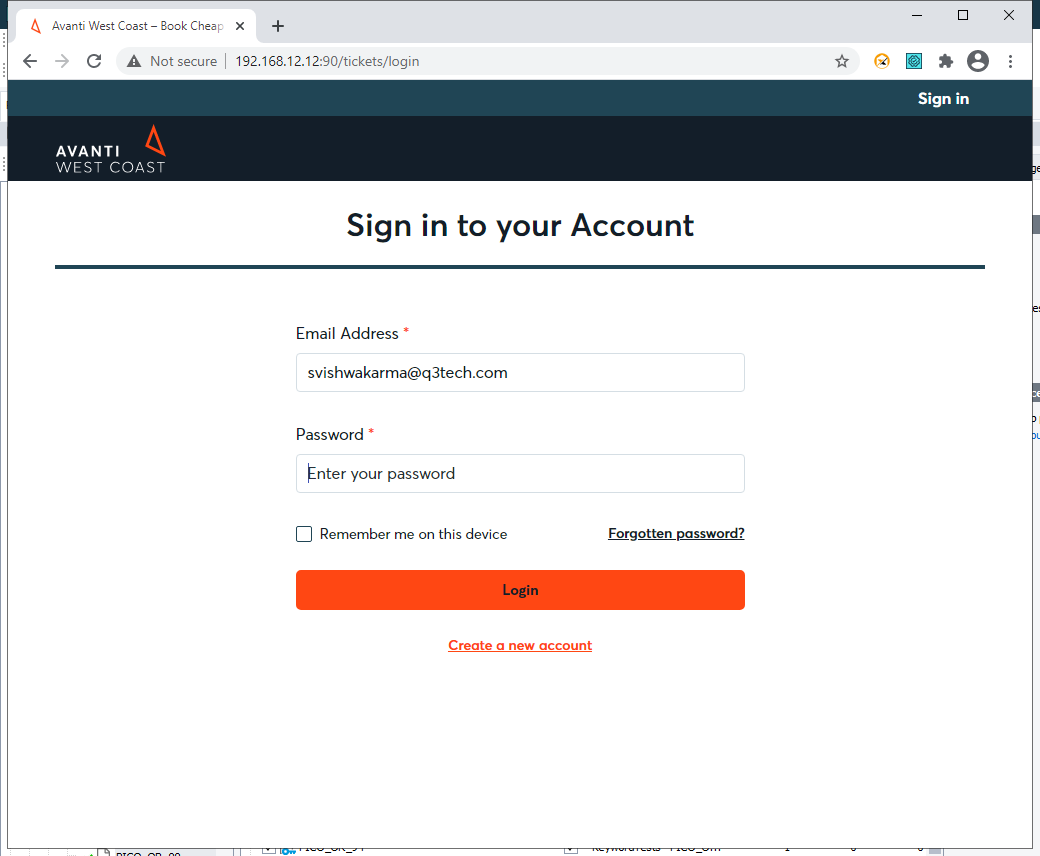 Avanti West Coast – Book Cheap
Not secure
192.168.12.12:90/tickets/login
Sign in
AVANTI
WEST COAST
Sign in to your Account
Email Address *
svishwakarma@q3tech.com
Password *
Enter your password
Remember me on this device
Forgotten password?
Login
Create a new account